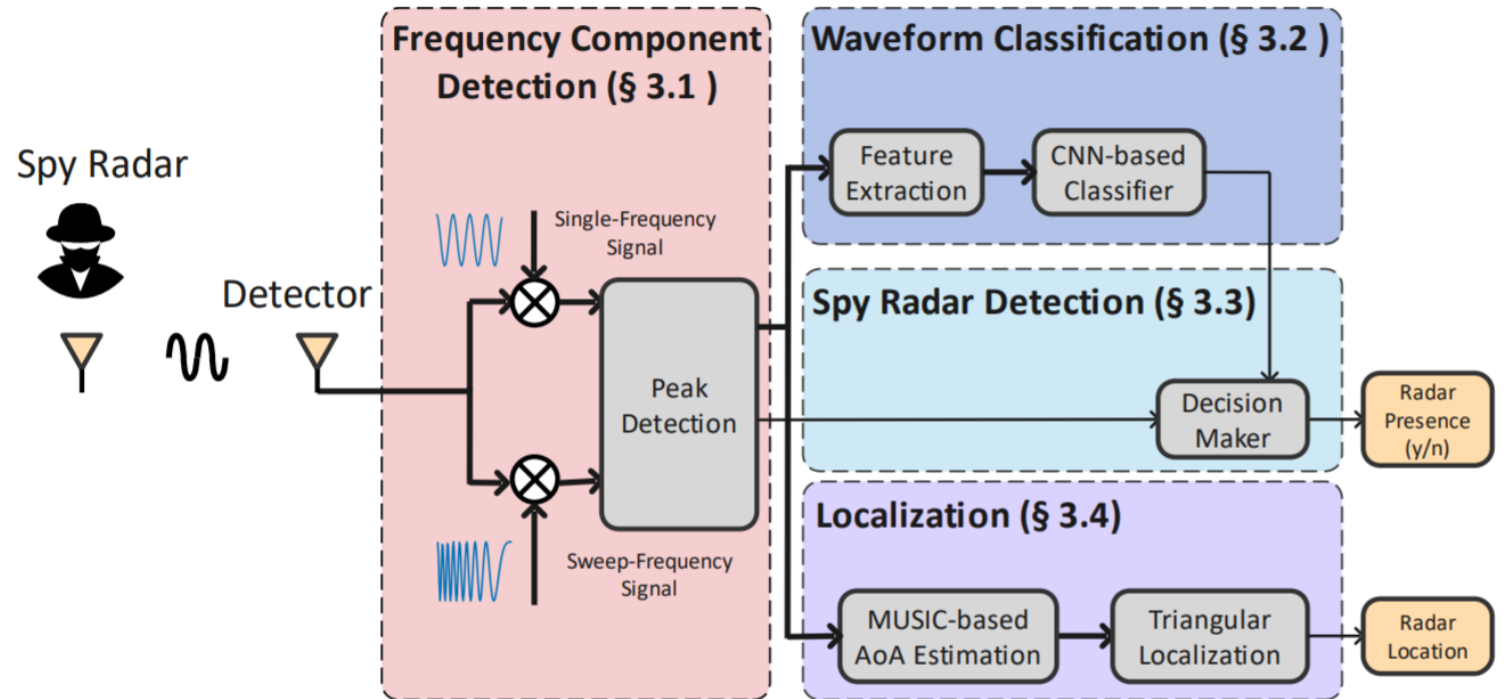 Spy Radar
Detector
Frequency Component
Detection (§ 3.1 )
Single-Frequency
Signal
Peak
Detection
Sweep-Frequency
Signal
Waveform Classification (§ 3.2 )
Feature
Extraction
CNN-based
Classifier
Spy Radar Detection (§ 3.3)
Decision
Maker
Radar
Presence
(y/n)
Localization (§ 3.4)
MUSIC-based
AoA Estimation
Triangular
Localization
Radar
Location